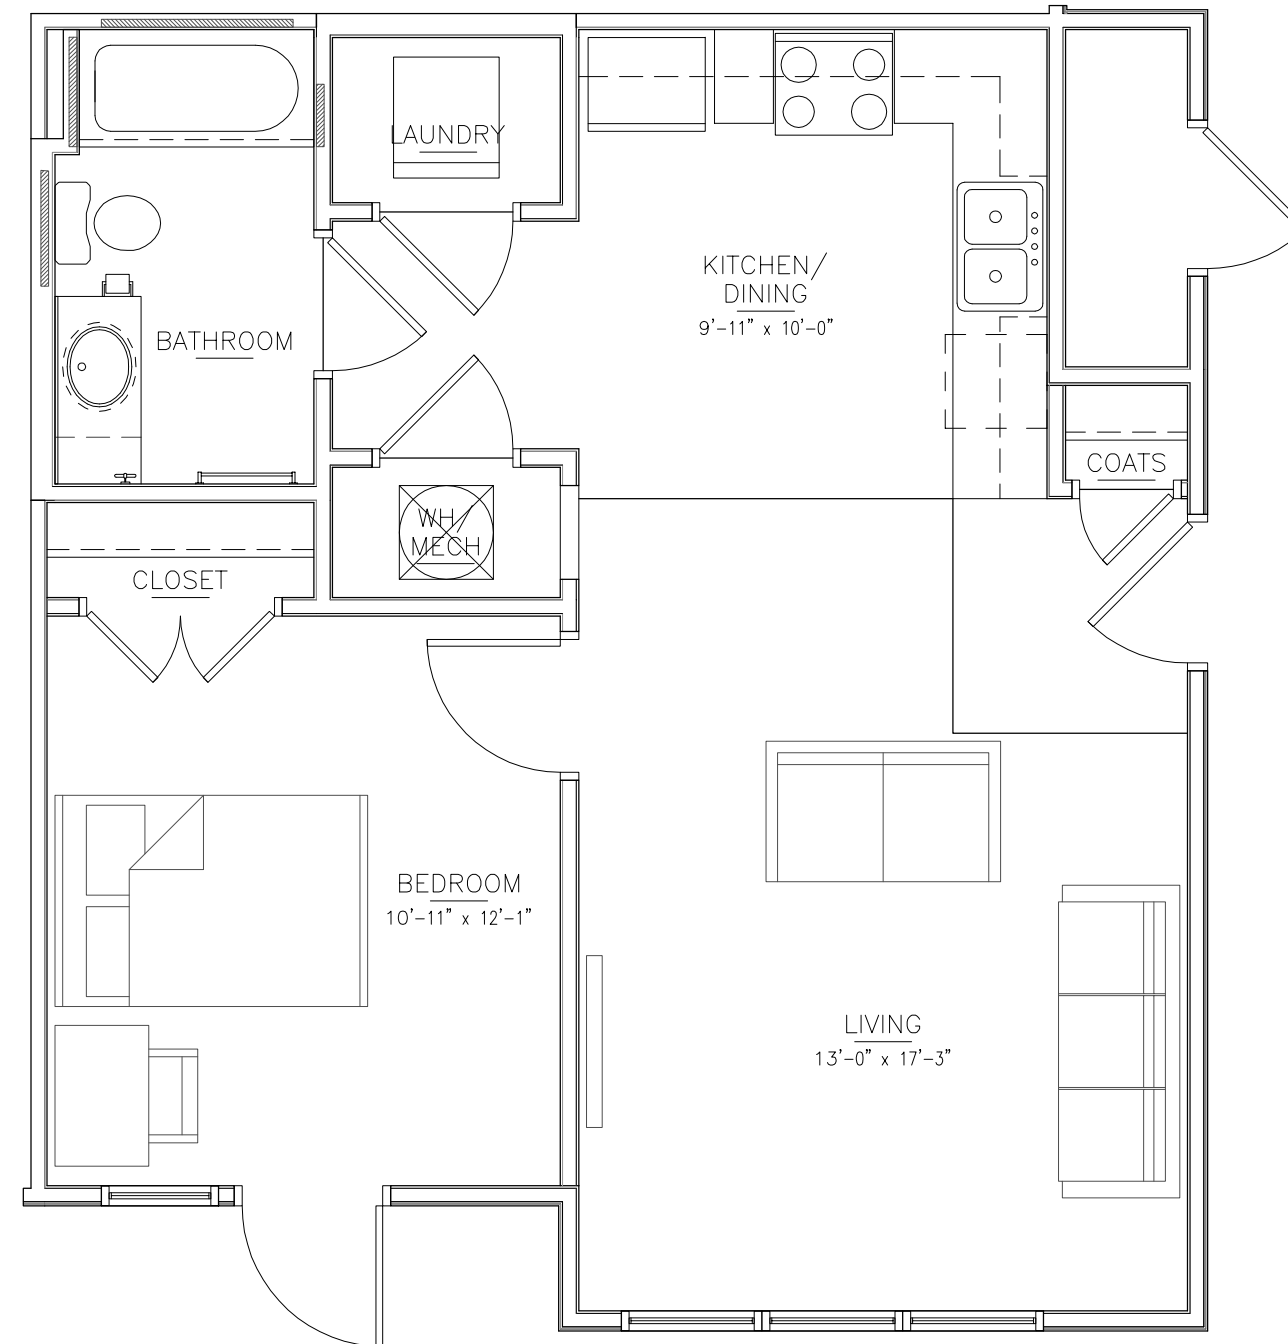 LAUNDRY
KITCHEN/
DINING
9'-11" x 10'-0"
BATHROOM
COATS
WH/
MECH
CLOSET
BEDROOM
10'-11" x 12'-1"
LIVING
13'-0" x 17'-3"